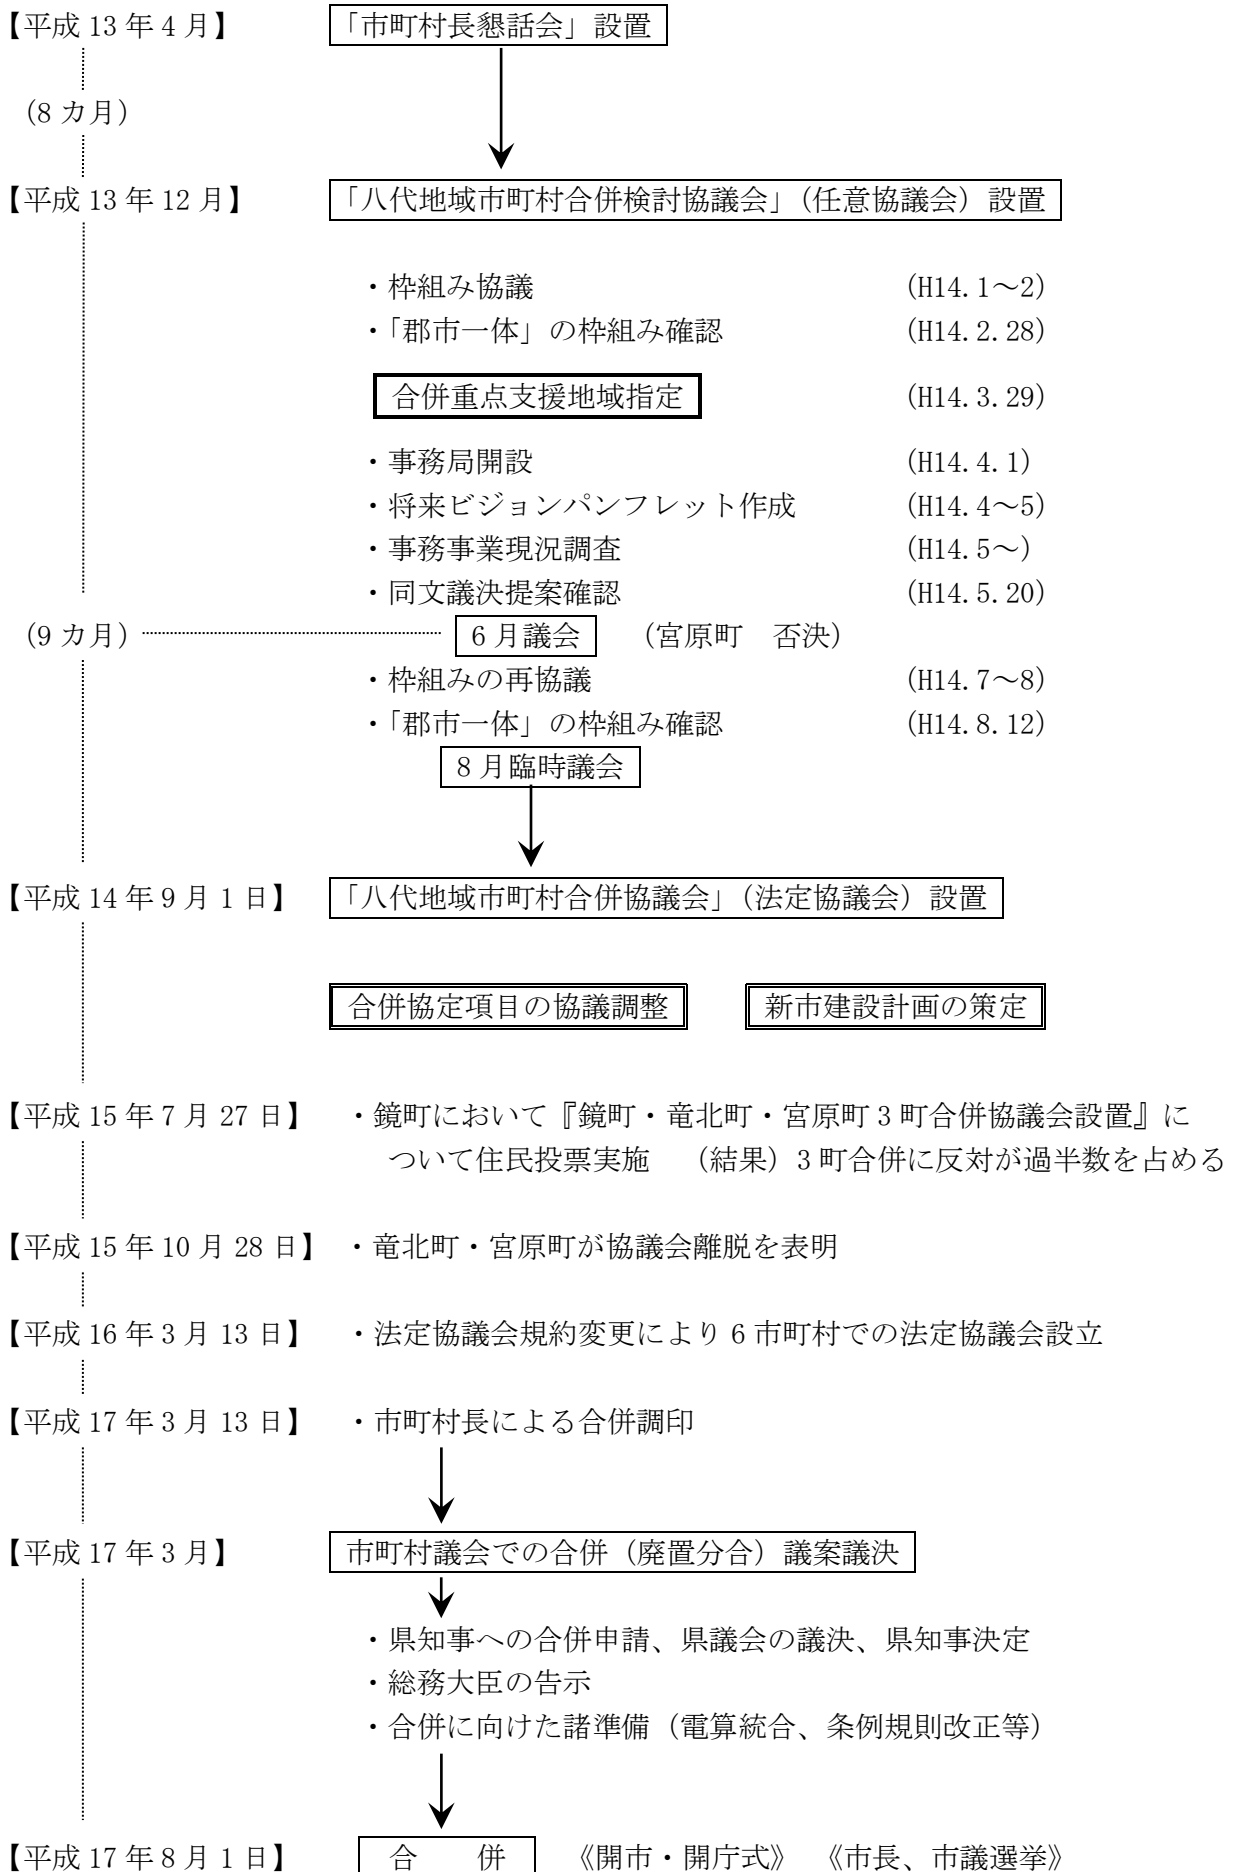 【平成 13 年 4 月】 「市町村長懇話会」設置
(8 カ月)
【平成 13 年 12 月】 「八代地域市町村合併検討協議会」(任意協議会)設置
・枠組み協議 (H14.1~2)
・「郡市一体」の枠組み確認 (H14.2.28)
合併重点支援地域指定 (H14.3.29)
・事務局開設 (H14.4.1)
・将来ビジョンパンフレット作成 (H14.4~5)
・事務事業現況調査 (H14.5~)
・同文議決提案確認 (H14.5.20)
(9 カ月) 6 月議会 (宮原町 否決)
・枠組みの再協議 (H14.7~8)
・「郡市一体」の枠組み確認 (H14.8.12)
8 月臨時議会
【平成 14 年 9 月 1 日】 「八代地域市町村合併協議会」(法定協議会)設置
合併協定項目の協議調整 新市建設計画の策定
【平成 15 年 7 月 27 日】 ・鏡町において『鏡町・竜北町・宮原町 3 町合併協議会設置』に
ついて住民投票実施 (結果)3 町合併に反対が過半数を占める
【平成 15 年 10 月 28 日】 ・竜北町・宮原町が協議会離脱を表明
【平成 16 年 3 月 13 日】 ・法定協議会規約変更により 6 市町村での法定協議会設立
【平成 17 年 3 月 13 日】 ・市町村長による合併調印
【平成 17 年 3 月】 市町村議会での合併(廃置分合)議案議決
・県知事への合併申請、県議会の議決、県知事決定
・総務大臣の告示
・合併に向けた諸準備(電算統合、条例規則改正等)
【平成 17 年 8 月 1 日】 合 併 《開市・開庁式》 《市長、市議選挙》